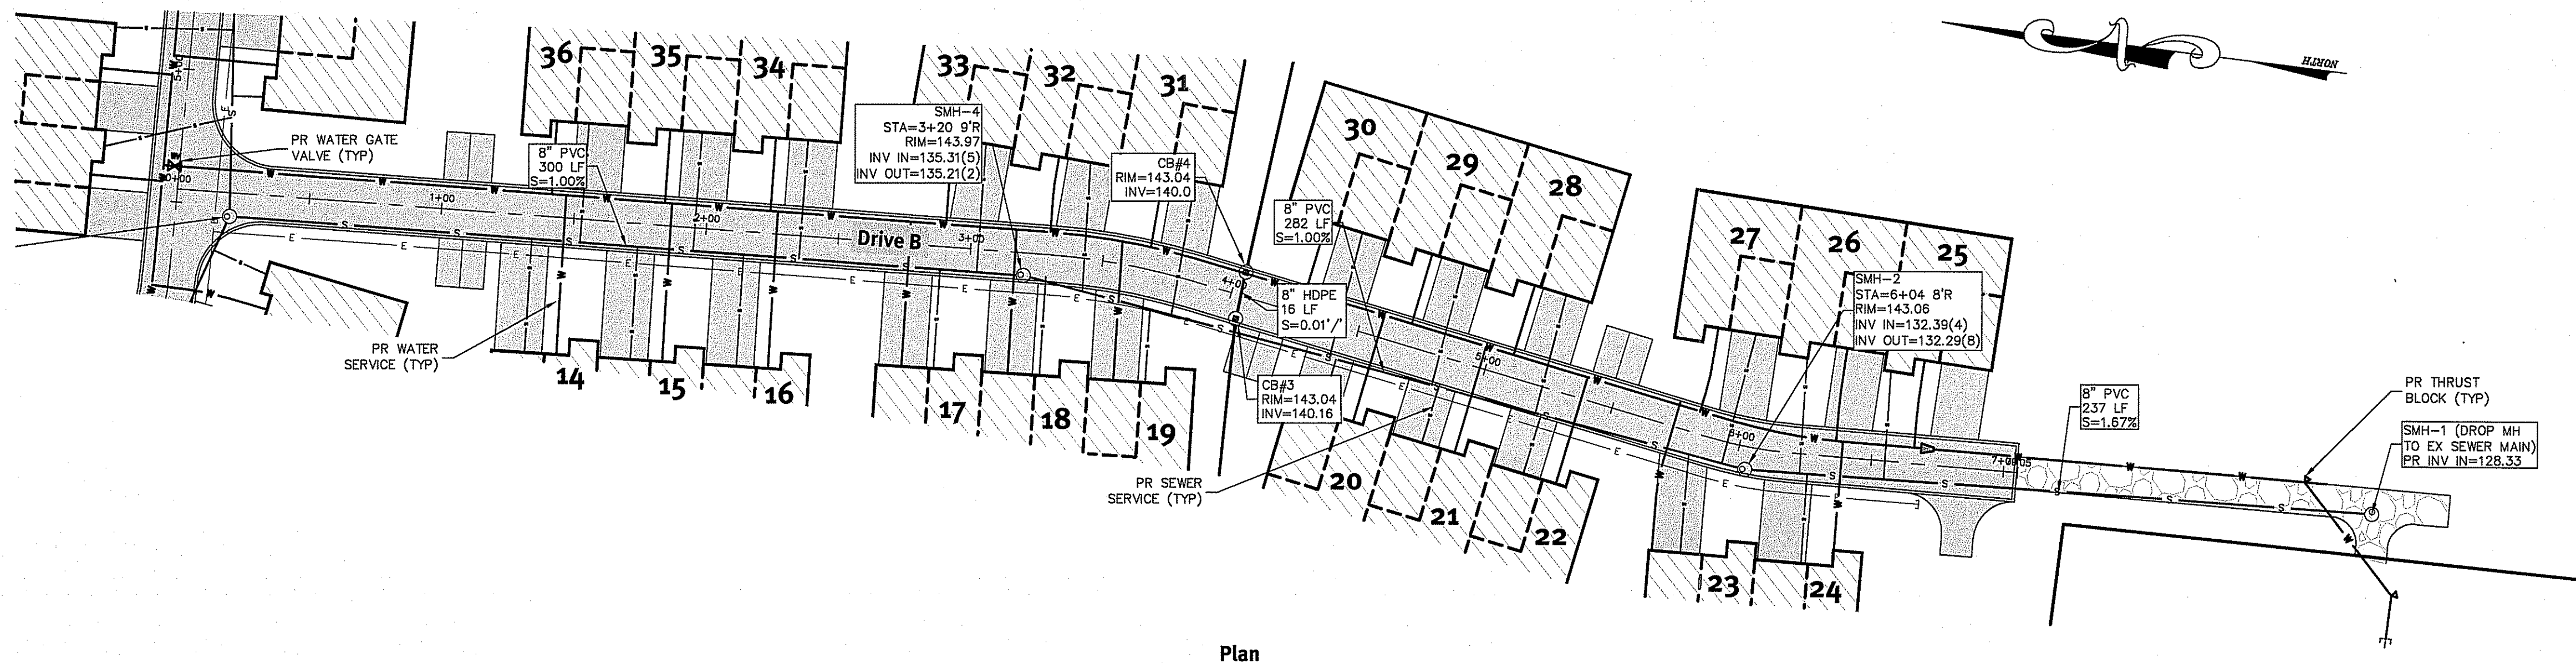 NORTH
36
35
34
33
32
31
30
29
28
27
26
25
5+00
PR WATER GATE
VALVE (TYP)
8" PVC
300 LF
S=1.00%
SMH-4
STA=3+20 9'R
RIM=143.97
INV IN=135.31(5)
INV OUT=135.21(2)
CB#4
RIM=143.04
INV=140.0
8" PVC
282 LF
S=1.00%
8" HDPE
16 LF
S=0.01'/'
SMH-2
STA=6+04 8'R
RIM=143.06
INV IN=132.39(4)
INV OUT=132.29(8)
0+00
1+00
2+00
Drive B
3+00
4+00
5+00
6+00
7+00
8" PVC
237 LF
S=1.67%
PR THRUST
BLOCK (TYP)
SMH-1 (DROP MH
TO EX SEWER MAIN)
PR INV IN=128.33
PR WATER
SERVICE (TYP)
CB#3
RIM=143.04
INV=140.16
PR SEWER
SERVICE (TYP)
14
15
16
17
18
19
20
21
22
23
24
Plan